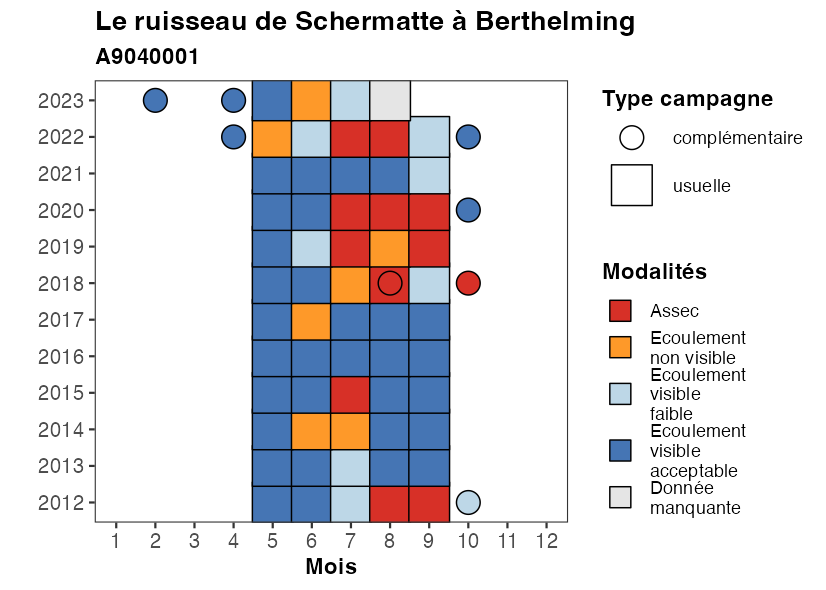 Le ruisseau de Schermatte à Berthelming
A9040001
2023
2022
2021
2020
2019
2018
2017
2016
2015
2014
2013
2012
1 2 3 4 5 6 7 8 9 10 11 12
Mois
Type campagne
complémentaire
usuelle
Modalités
Assec
Ecoulement
non visible
Ecoulement
visible
faible
Ecoulement
visible
acceptable
Donnée
manquante